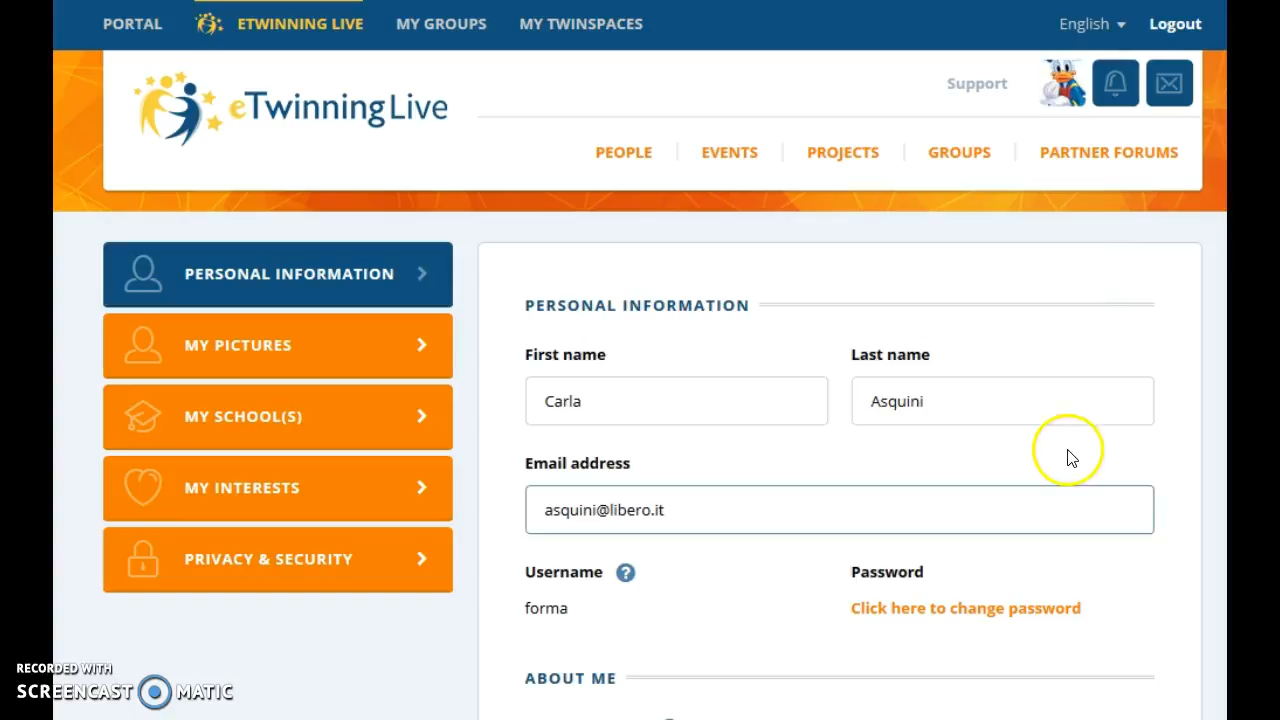 PORTAL ETWINNING LIVE MY GROUPS MY TWINSPACES English Logout
eTwinningLive
Support
PEOPLE EVENTS PROJECTS GROUPS PARTNER FORUMS
PERSONAL INFORMATION
MY PICTURES
MY SCHOOL(S)
MY INTERESTS
PRIVACY & SECURITY
PERSONAL INFORMATION
First name Last name
Carla Asquini
Email address
asquini@libero.it
Username ? Password
forma Click here to change password
ABOUT ME
RECORDED WITH
SCREENCAST MATIC